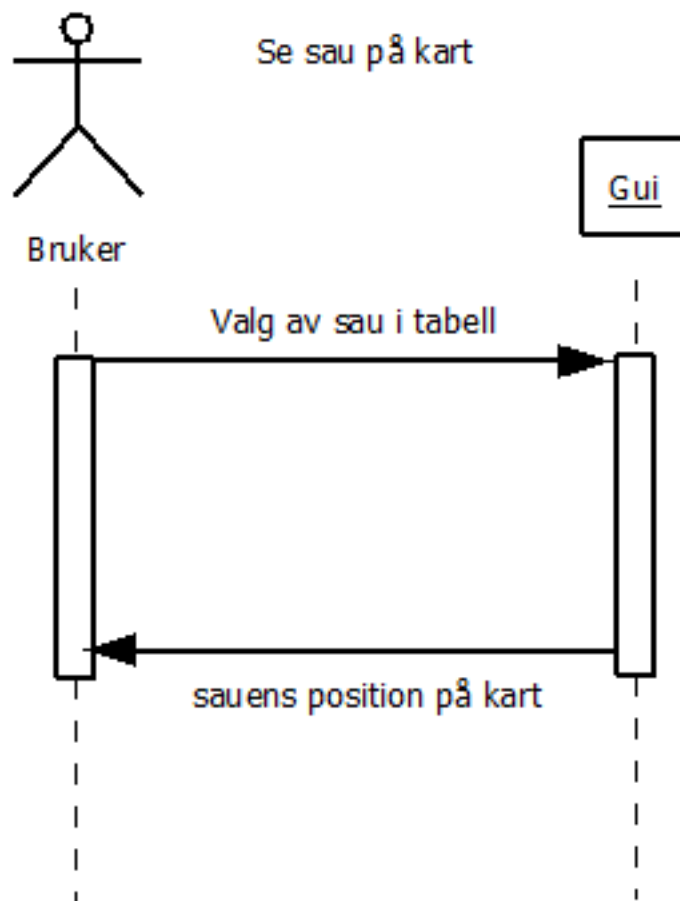 Se sau på kart
Gui
Bruker
Valg av sau i tabell
sauens position på kart